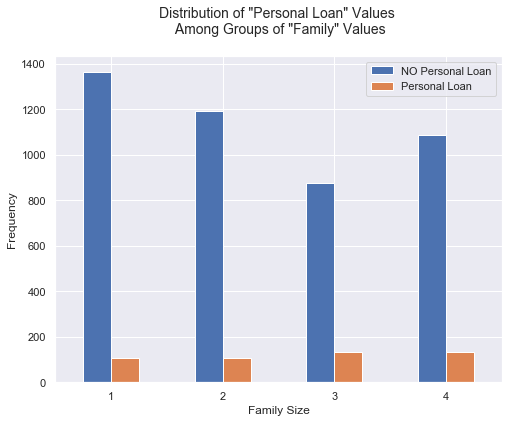 Distribution of "Personal Loan" Values
Among Groups of "Family" Values
NO Personal Loan
Personal Loan
1400
1200
1000
800
600
400
200
0
Frequency
1 2 3 4
Family Size